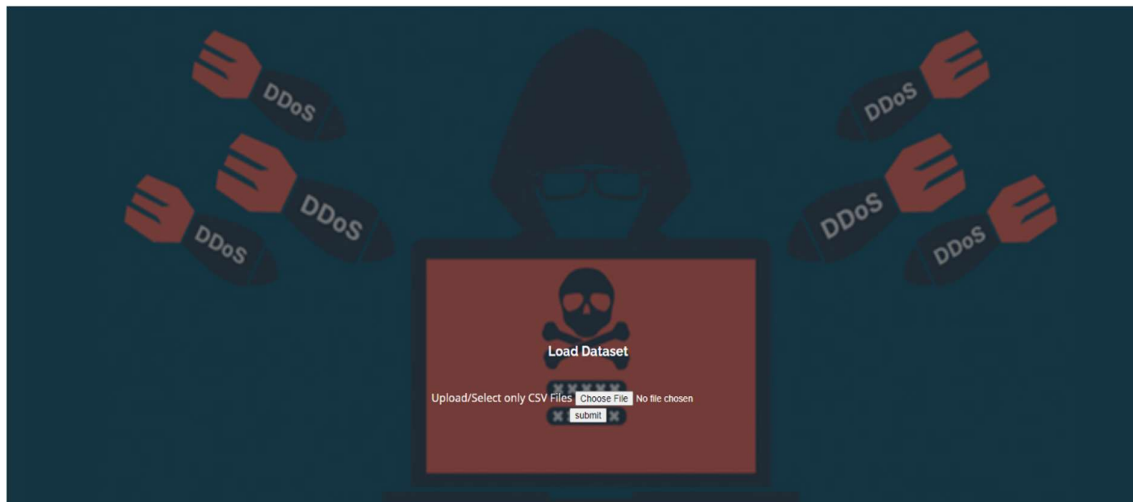 DDoS
DDoS
DDoS
DDoS
DDoS
DDoS
Load Dataset
Upload/Select only CSV Files Choose File No file chosen
submit